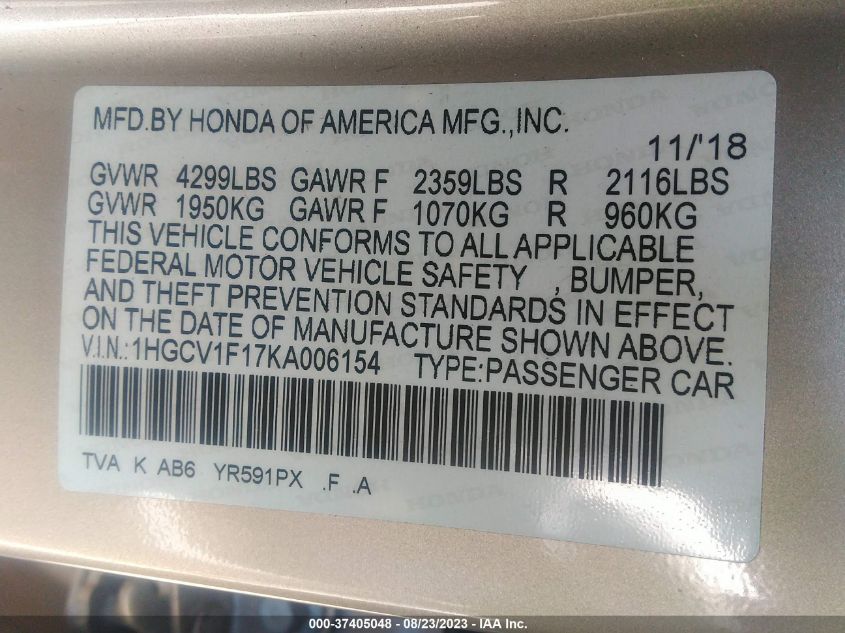 MFD.BY HONDA OF AMERICA MFG.,INC.
11/'18
GVWR 4299LBS GAWR F 2359LBS R 2116LBS
GVWR 1950KG GAWR F 1070KG R 960KG
THIS VEHICLE CONFORMS TO ALL APPLICABLE
FEDERAL MOTOR VEHICLE SAFETY , BUMPER,
AND THEFT PREVENTION STANDARDS IN EFFECT
ON THE DATE OF MANUFACTURE SHOWN ABOVE.
V.I.N.:1HGCV1F17KA006154 TYPE:PASSENGER CAR
TVA K AB6 YR591PX .F .A
000-37405048 - 08/23/2023 - IAA Inc.